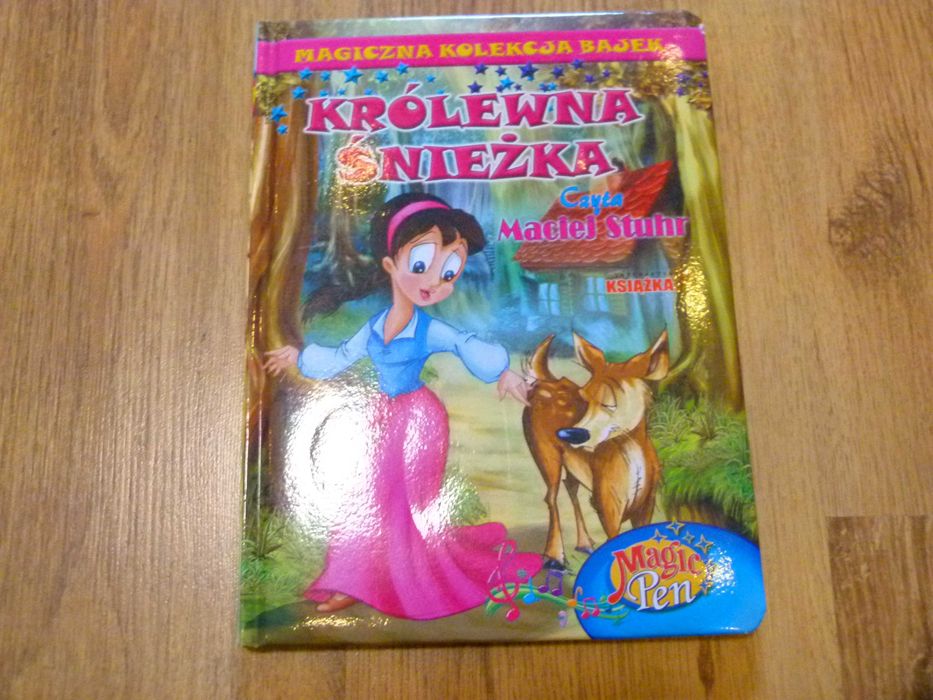 MAGICZNA KOLEKCJA BAJEK
KRÓLEWNA
ŚNIEŻKA
Czyta
Maciej Stuhr
KSIĄŻKA
Magic
Pen